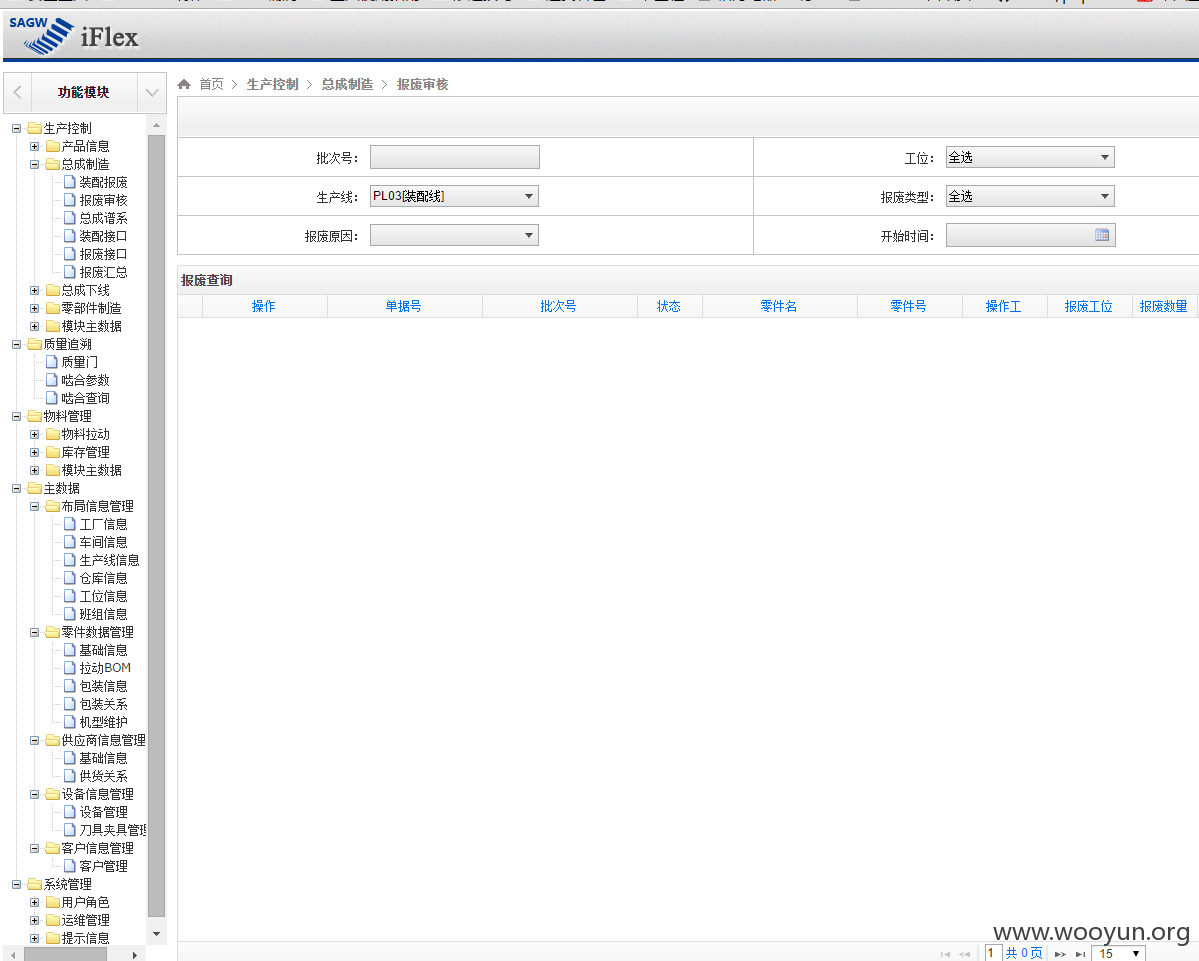 SAGW
iFlex
功能模块
首页 生产控制 总成制造 报废审核
生产控制
产品信息
总成制造
装配报废
报废审核
总成谱系
装配接口
报废接口
报废汇总
总成下线
零部件制造
模块主数据
质量追溯
质量门
啮合参数
啮合查询
物料管理
物料拉动
库存管理
模块主数据
主数据
布局信息管理
工厂信息
车间信息
生产线信息
仓库信息
工位信息
班组信息
零件数据管理
基础信息
拉动BOM
包装信息
包装关系
机型维护
供应商信息管理
基础信息
供货关系
设备信息管理
设备管理
刀具夹具管理
客户信息管理
客户管理
系统管理
用户角色
运维管理
提示信息
批次号: 工位: 全选
生产线: PL03[装配线] 报废类型: 全选
报废原因: 开始时间:
报废查询
操作 单据号 批次号 状态 零件名 零件号 操作工 报废工位 报废数量
www.wooyun.org
1 共 0 页 15